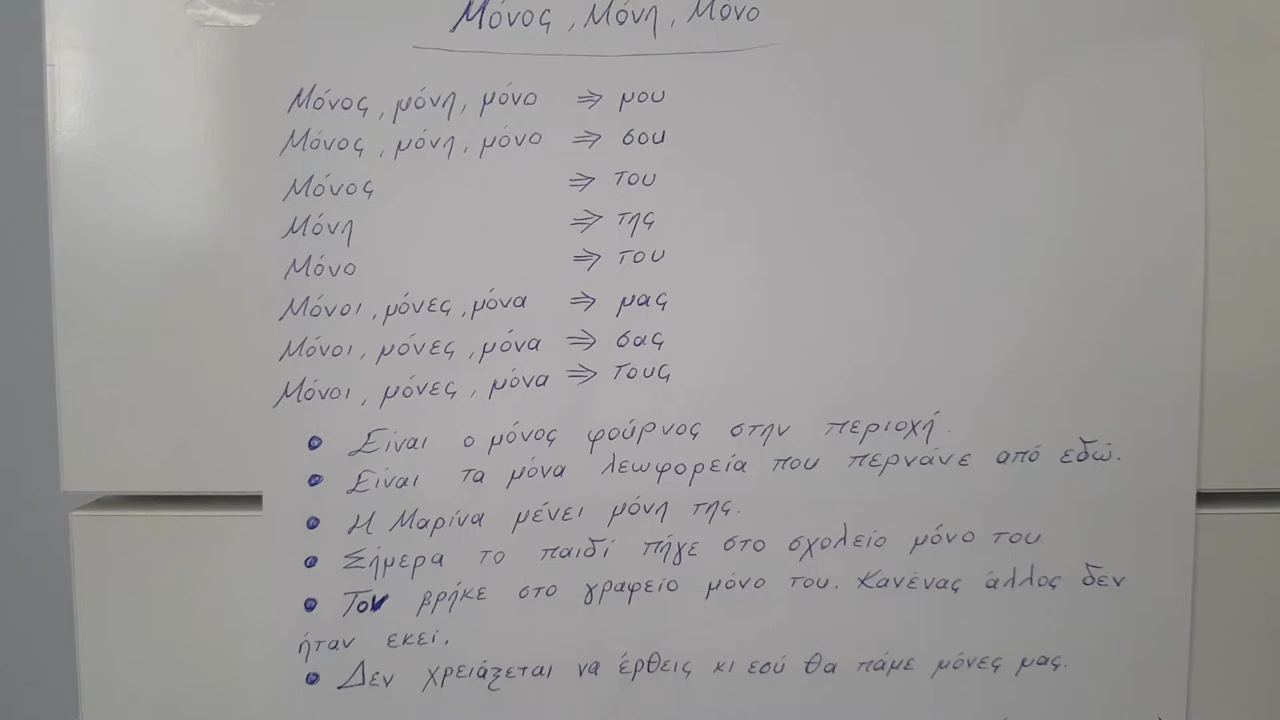 Μόνος, Μόνη, Μόνο
Μόνος, μόνη, μόνο ⇒ μου
Μόνος, μόνη, μόνο ⇒ σου
Μόνος ⇒ του
Μόνη ⇒ της
Μόνο ⇒ του
Μόνοι, μόνες, μόνα ⇒ μας
Μόνοι, μόνες, μόνα ⇒ σας
Μόνοι, μόνες, μόνα ⇒ τους
• Είναι ο μόνος φούρνος στην περιοχή.
• Είναι τα μόνα λεωφορεία που περνάνε από εδώ.
• Η Μαρίνα μένει μόνη της.
• Σήμερα το παιδί πήγε στο σχολείο μόνο του.
• Τον βρήκε στο γραφείο μόνο του. Κανένας άλλος δεν
ήταν εκεί.
• Δεν χρειάζεται να έρθεις κι εσύ θα πάμε μόνες μας.